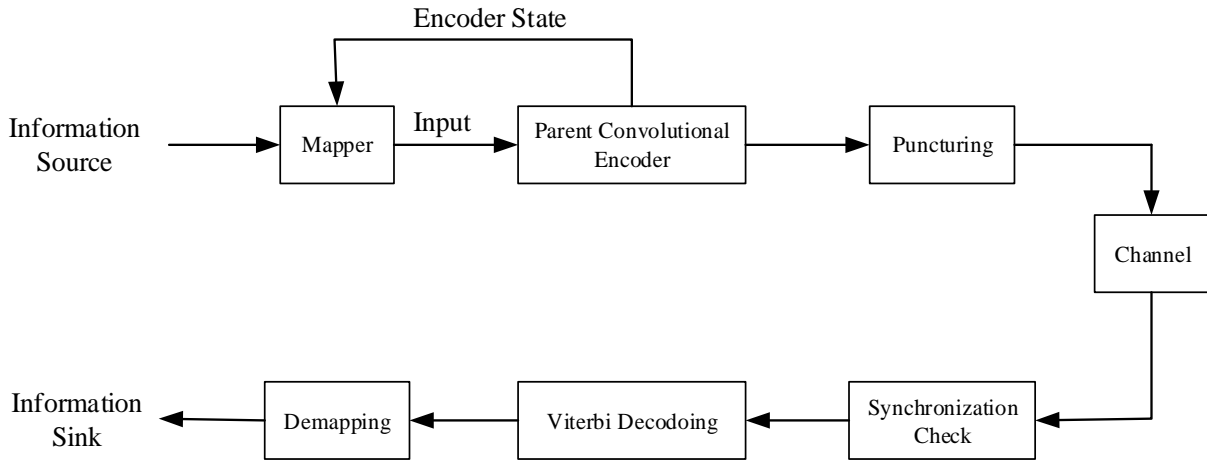 Encoder State
Information
Source
Mapper
Input
Parent Convolutional
Encoder
Puncturing
Channel
Information
Sink
Demapping
Viterbi Decodoing
Synchronization
Check